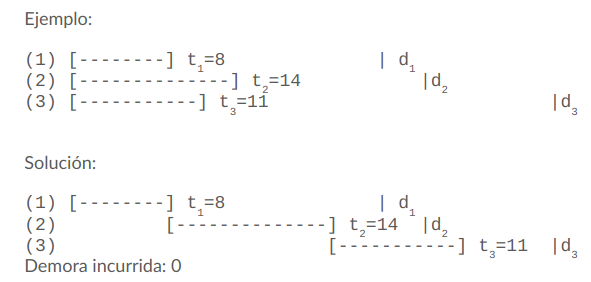 Ejemplo:
(1) [--------] t₁=8 | d₁
(2) [--------------] t₂=14 |d₂
(3) [-----------] t₃=11 |d₃
Solución:
(1) [--------] t₁=8 | d₁
(2) [--------------] t₂=14 |d₂
(3) [-----------] t₃=11 |d₃
Demora incurrida: 0